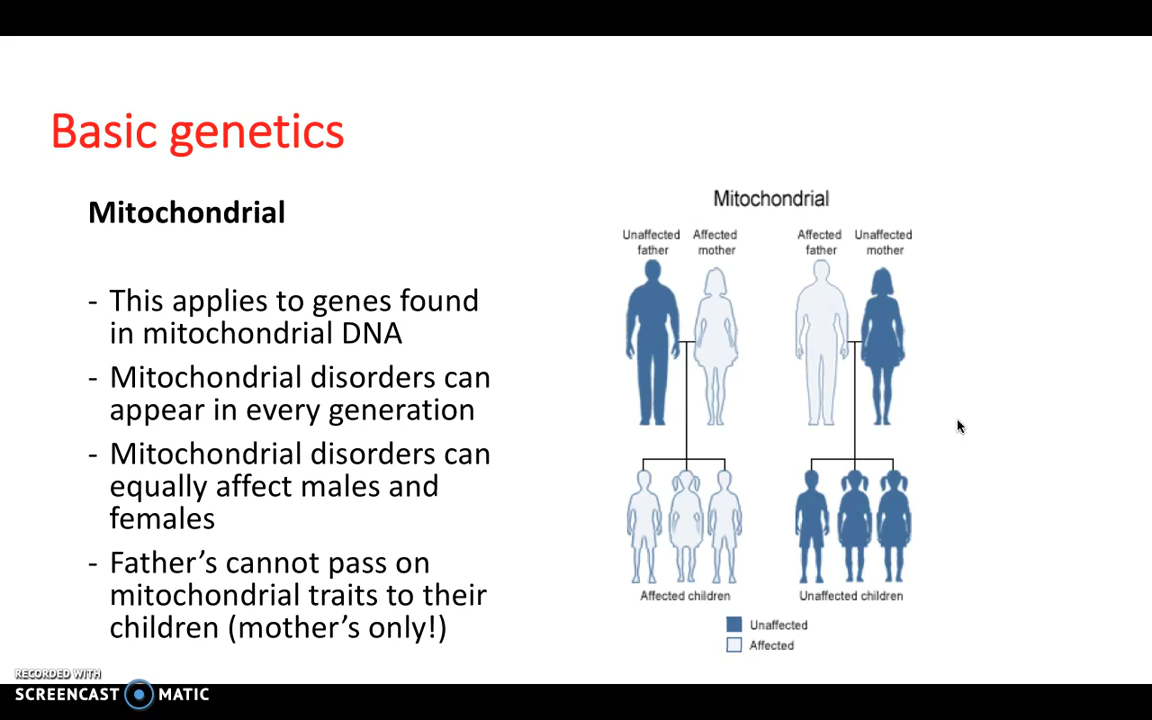 Basic genetics
Mitochondrial
- This applies to genes found
in mitochondrial DNA
- Mitochondrial disorders can
appear in every generation
- Mitochondrial disorders can
equally affect males and
females
- Father's cannot pass on
mitochondrial traits to their
children (mother's only!)
Mitochondrial
Unaffected father
Affected mother
Affected father
Unaffected mother
Affected children
Unaffected children
Unaffected
Affected
RECORDED WITH
SCREENCAST MATIC